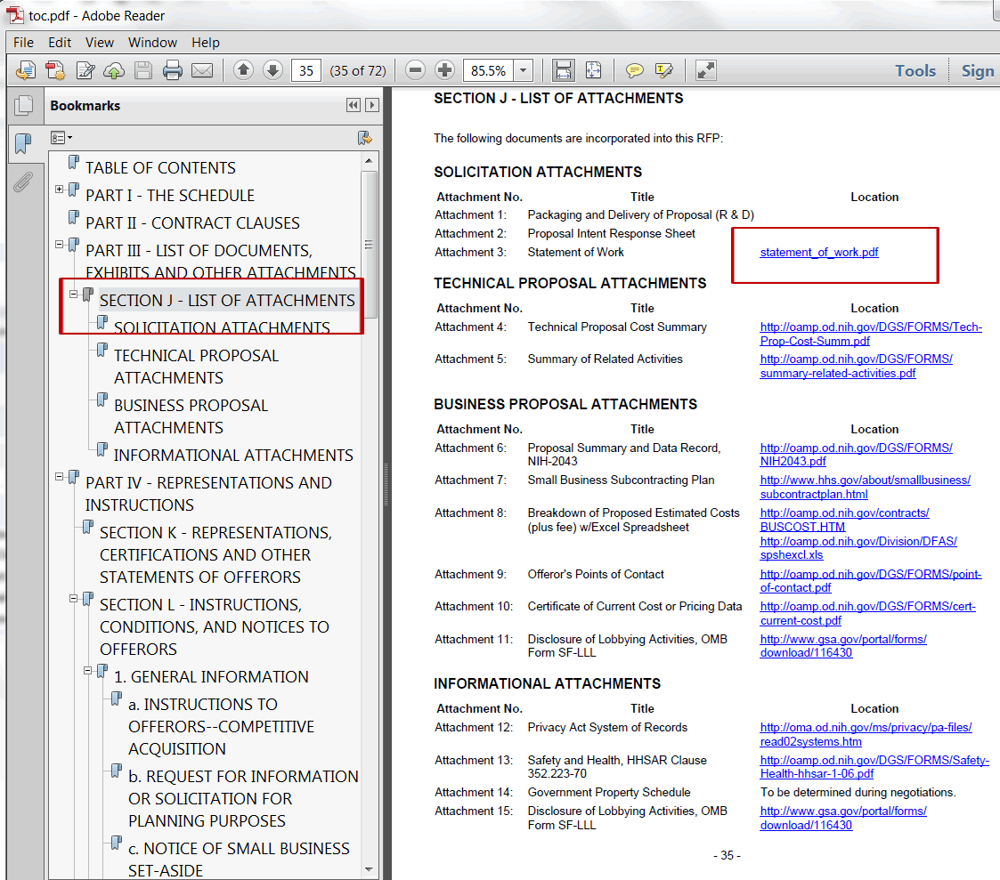 toc.pdf - Adobe Reader
File Edit View Window Help
35 (35 of 72) 85.5% Tools Sign
Bookmarks
TABLE OF CONTENTS
PART I - THE SCHEDULE
PART II - CONTRACT CLAUSES
PART III - LIST OF DOCUMENTS,
EXHIBITS AND OTHER ATTACHMENTS
SECTION J - LIST OF ATTACHMENTS
SOLICITATION ATTACHMENTS
TECHNICAL PROPOSAL
ATTACHMENTS
BUSINESS PROPOSAL
ATTACHMENTS
INFORMATIONAL ATTACHMENTS
PART IV - REPRESENTATIONS AND
INSTRUCTIONS
SECTION K - REPRESENTATIONS,
CERTIFICATIONS AND OTHER
STATEMENTS OF OFFERORS
SECTION L - INSTRUCTIONS,
CONDITIONS, AND NOTICES TO
OFFERORS
1. GENERAL INFORMATION
a. INSTRUCTIONS TO
OFFERORS--COMPETITIVE
ACQUISITION
b. REQUEST FOR INFORMATION
OR SOLICITATION FOR
PLANNING PURPOSES
c. NOTICE OF SMALL BUSINESS
SET-ASIDE
SECTION J - LIST OF ATTACHMENTS
The following documents are incorporated into this RFP:
SOLICITATION ATTACHMENTS
Attachment No. Title Location
Attachment 1: Packaging and Delivery of Proposal (R & D)
Attachment 2: Proposal Intent Response Sheet
Attachment 3: Statement of Work statement_of_work.pdf
TECHNICAL PROPOSAL ATTACHMENTS
Attachment No. Title Location
Attachment 4: Technical Proposal Cost Summary http://oamp.od.nih.gov/DGS/FORMS/Tech-
Prop-Cost-Summ.pdf
Attachment 5: Summary of Related Activities http://oamp.od.nih.gov/DGS/FORMS/
summary-related-activities.pdf
BUSINESS PROPOSAL ATTACHMENTS
Attachment No. Title Location
Attachment 6: Proposal Summary and Data Record, http://oamp.od.nih.gov/DGS/FORMS/
NIH-2043 NIH2043.pdf
Attachment 7: Small Business Subcontracting Plan http://www.hhs.gov/about/smallbusiness/
subcontractplan.html
Attachment 8: Breakdown of Proposed Estimated Costs http://oamp.od.nih.gov/contracts/
(plus fee) w/Excel Spreadsheet BUSCOST.HTM
http://oamp.od.nih.gov/Division/DFAS/
spshexcl.xls
Attachment 9: Offeror's Points of Contact http://oamp.od.nih.gov/DGS/FORMS/point-
of-contact.pdf
Attachment 10: Certificate of Current Cost or Pricing Data http://oamp.od.nih.gov/DGS/FORMS/cert-
current-cost.pdf
Attachment 11: Disclosure of Lobbying Activities, OMB http://www.gsa.gov/portal/forms/
Form SF-LLL download/116430
INFORMATIONAL ATTACHMENTS
Attachment No. Title Location
Attachment 12: Privacy Act System of Records http://oma.od.nih.gov/ms/privacy/pa-files/
read02systems.htm
Attachment 13: Safety and Health, HHSAR Clause http://oamp.od.nih.gov/DGS/FORMS/Safety-
352.223-70 Health-hhsar-1-06.pdf
Attachment 14: Government Property Schedule To be determined during negotiations.
Attachment 15: Disclosure of Lobbying Activities, OMB http://www.gsa.gov/portal/forms/
Form SF-LLL download/116430
- 35 -